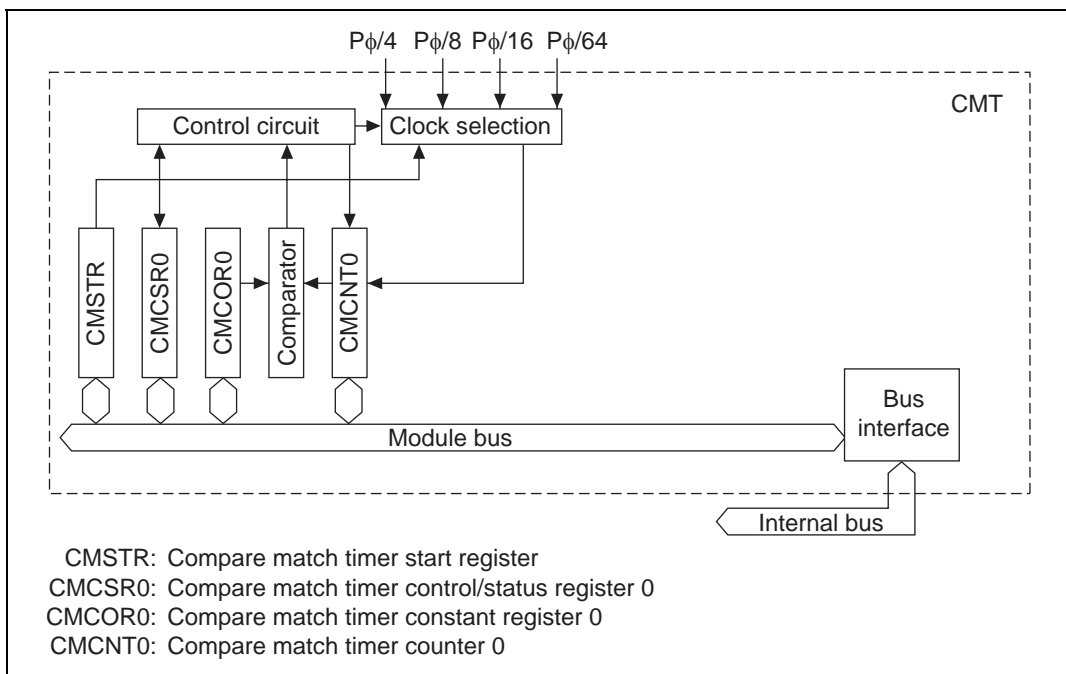 Pϕ/4 Pϕ/8 Pϕ/16 Pϕ/64
CMT
Control circuit
Clock selection
CMSTR
CMCSR0
CMCOR0
Comparator
CMCNT0
Bus
interface
Module bus
Internal bus
CMSTR: Compare match timer start register
CMCSR0: Compare match timer control/status register 0
CMCOR0: Compare match timer constant register 0
CMCNT0: Compare match timer counter 0